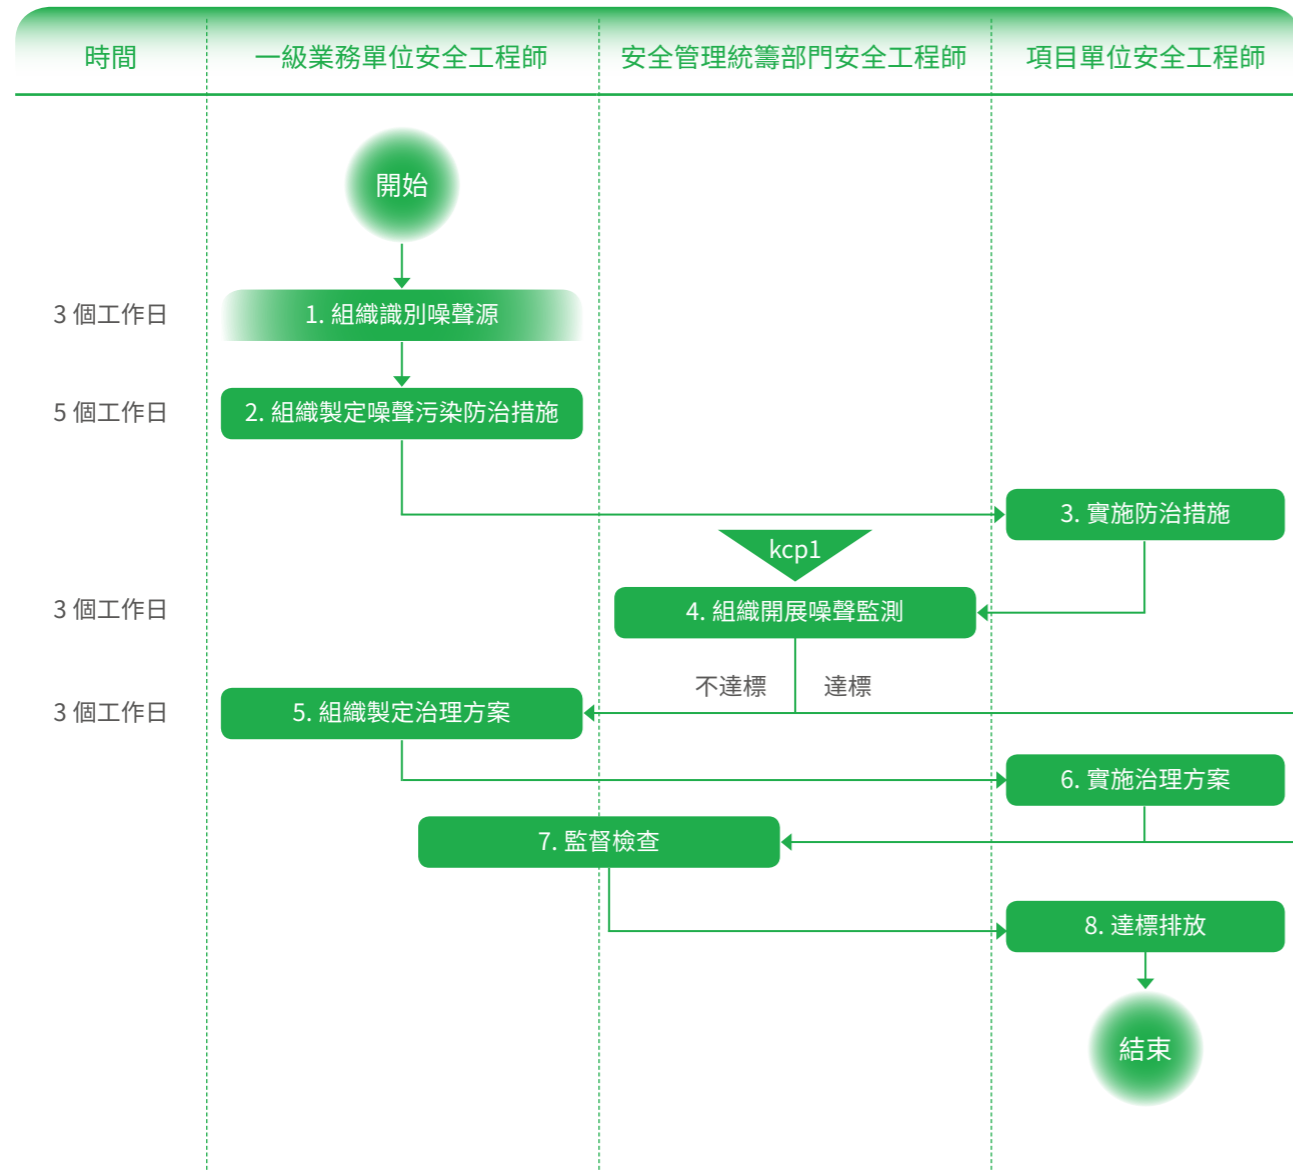 時間
一級業務單位安全工程師
安全管理統籌部門安全工程師
項目單位安全工程師
開始
3 個工作日
1. 組織識別噪聲源
5 個工作日
2. 組織製定噪聲污染防治措施
3. 實施防治措施
kcp1
3 個工作日
4. 組織開展噪聲監測
不達標
達標
3 個工作日
5. 組織製定治理方案
6. 實施治理方案
7. 監督檢查
8. 達標排放
結束